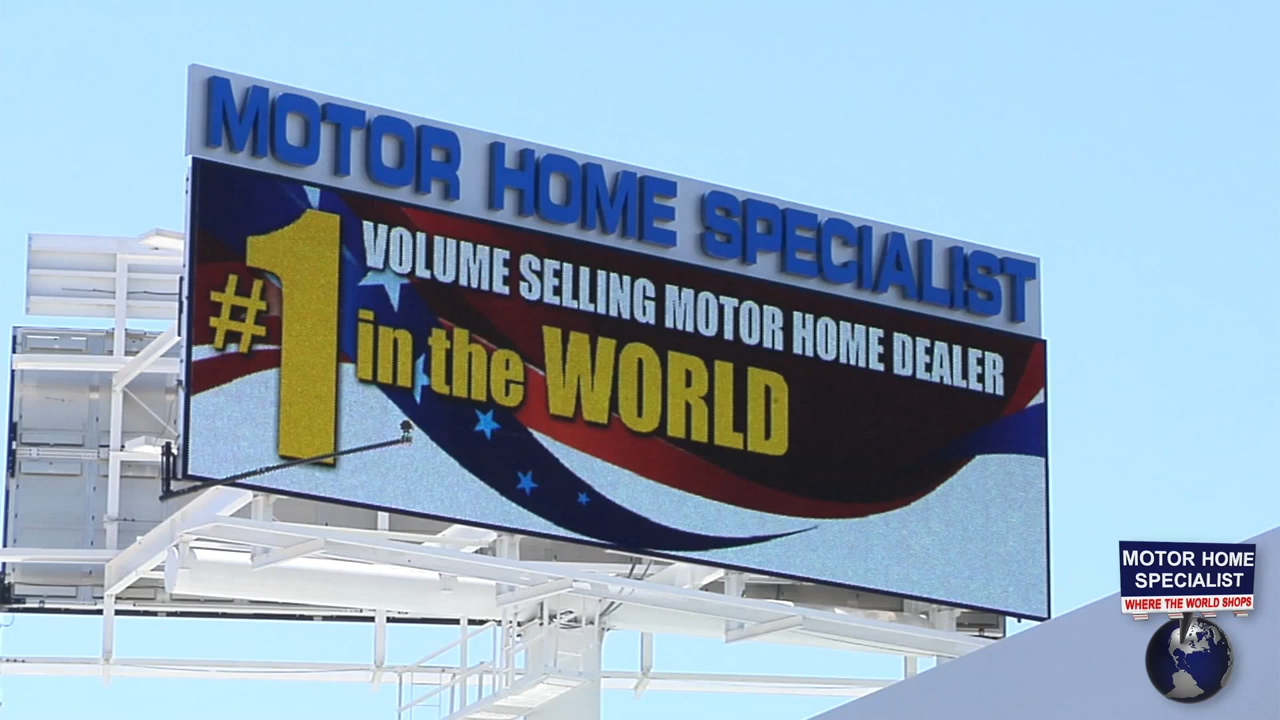 MOTOR HOME SPECIALIST
#1 VOLUME SELLING MOTOR HOME DEALER
in the WORLD
MOTOR HOME
SPECIALIST
WHERE THE WORLD SHOPS